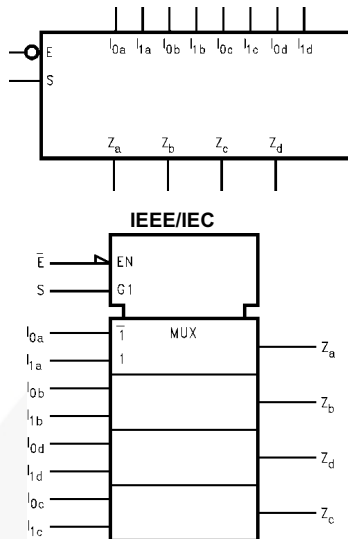 I0a I1a I0b I1b I0c I1c I0d I1d
E
S
Za Zb Zc Zd
IEEE/IEC
E̅ EN
S G1
I0a 1̅ MUX
Za
I1a 1
I0b
Zb
I1b
I0d
Zd
I1d
I0c
Zc
I1c